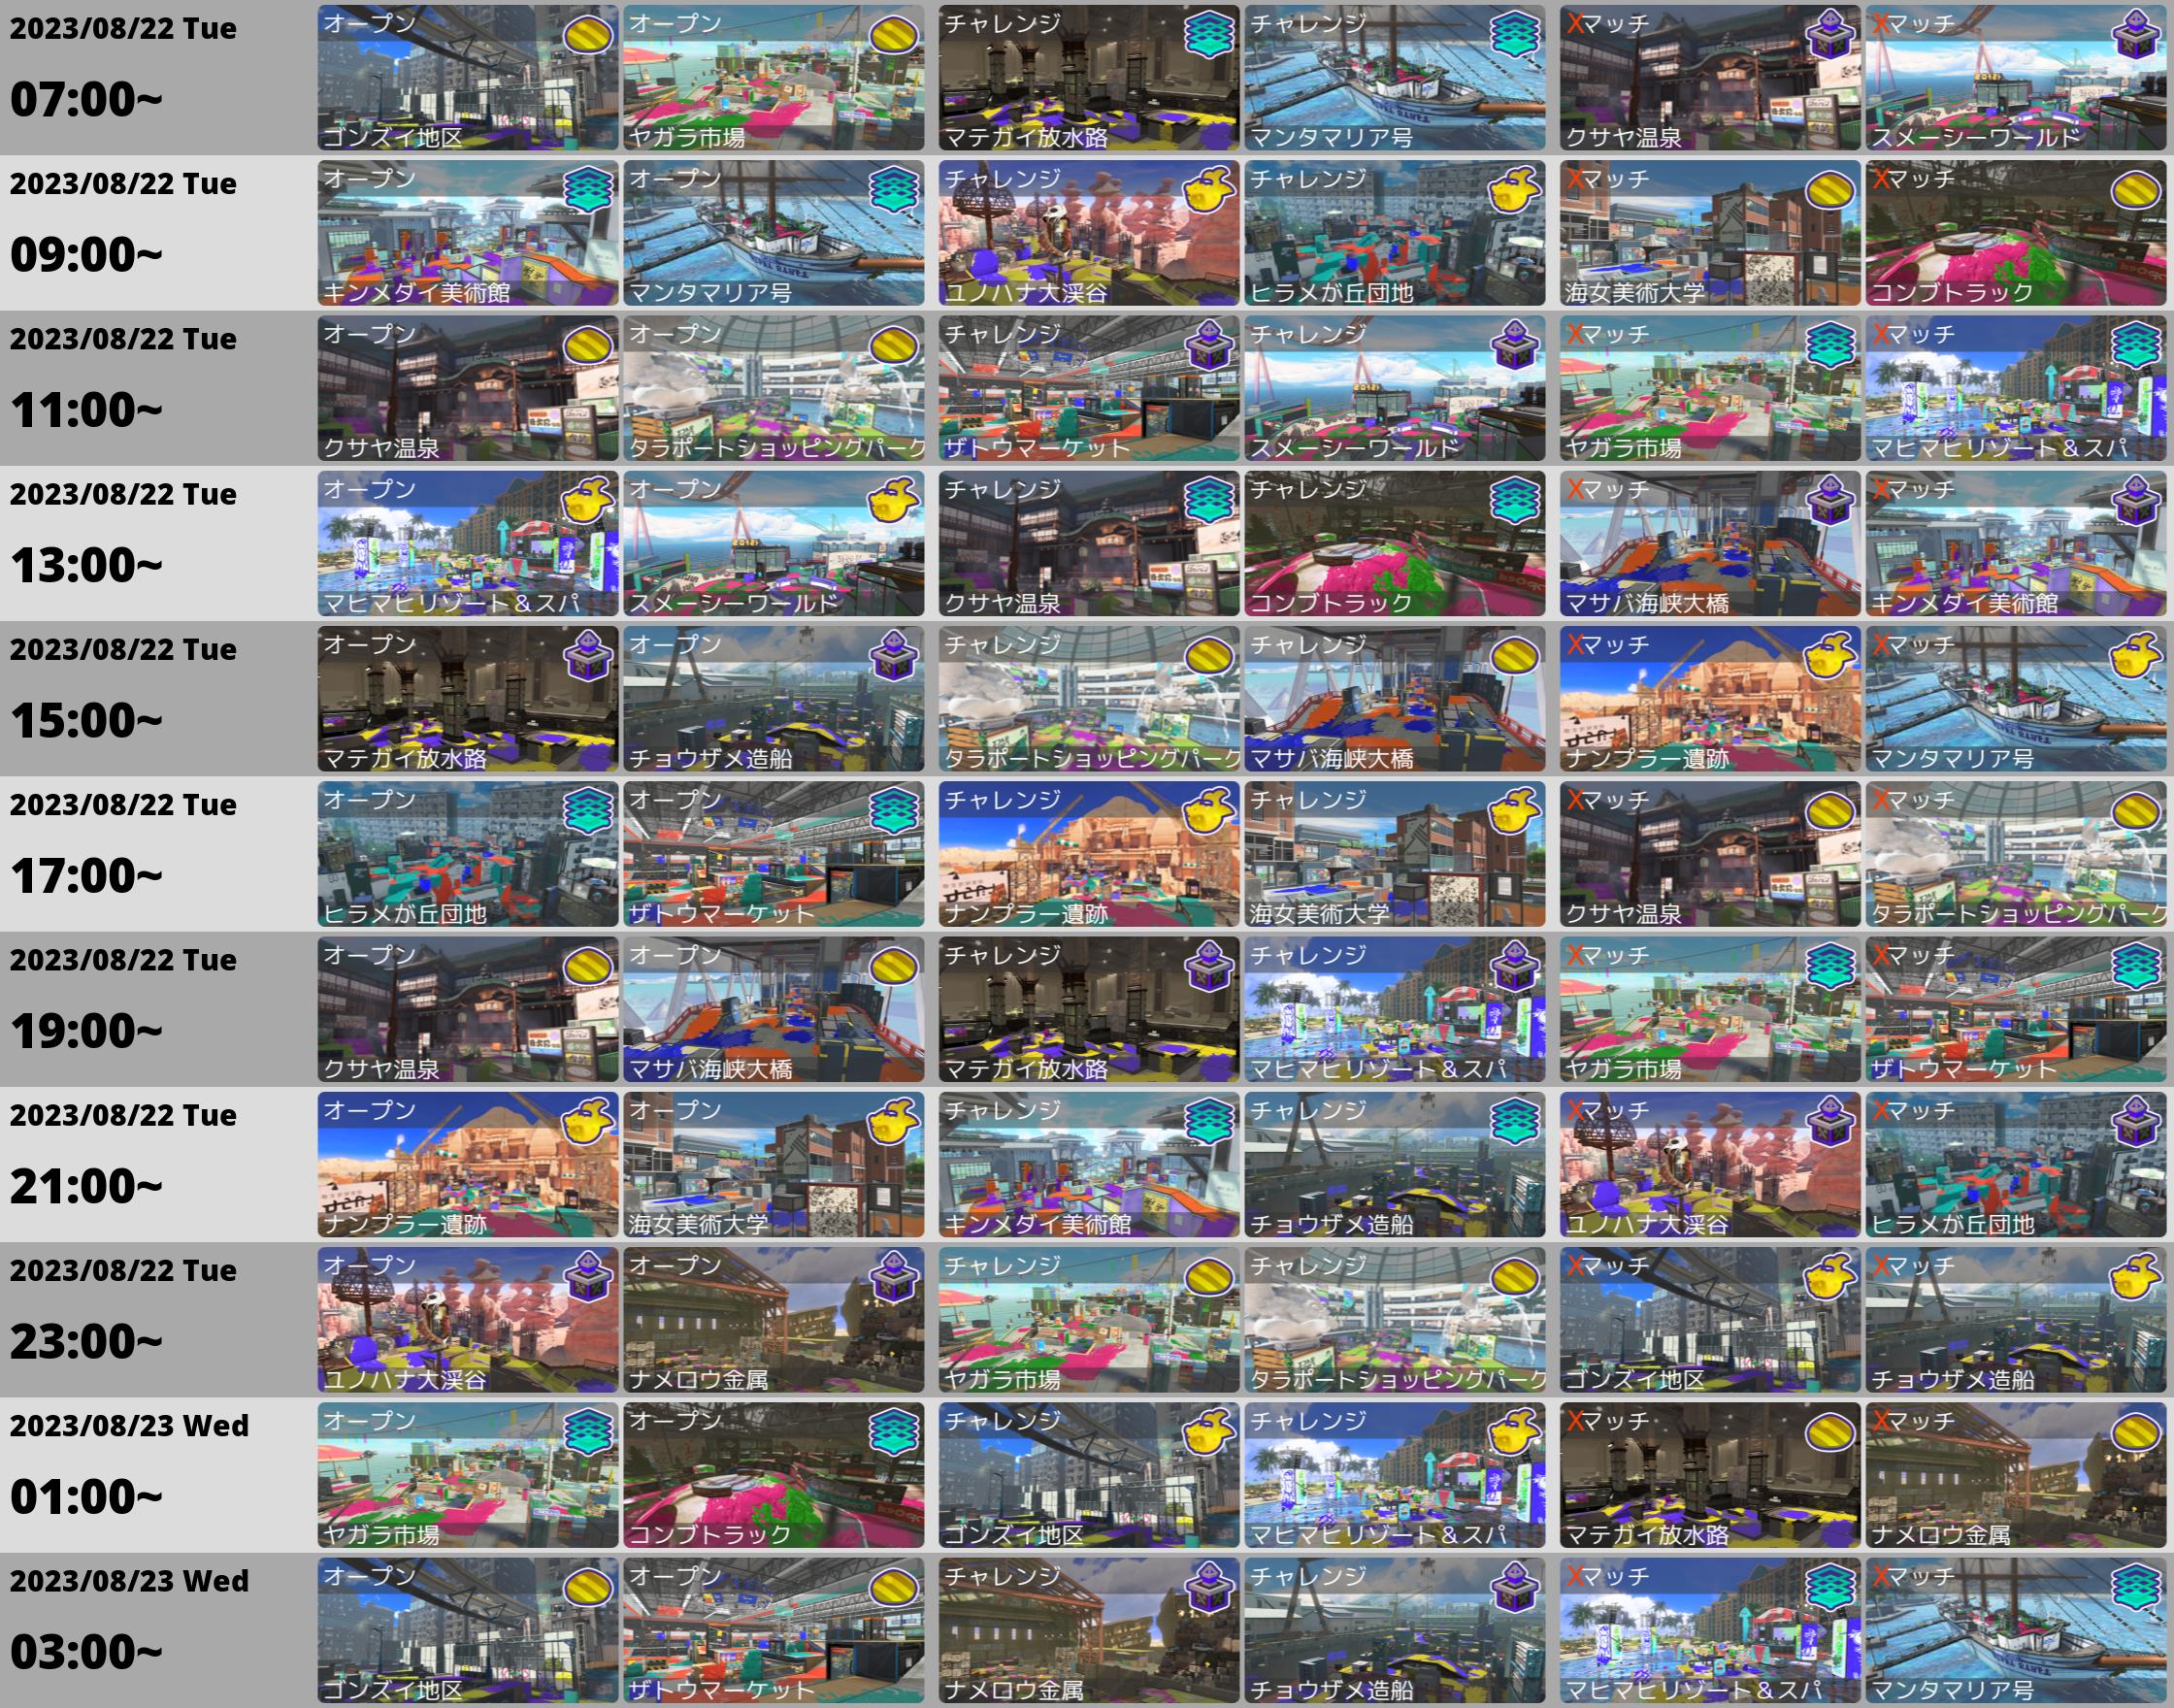 2023/08/22 Tue
07:00~
オープン オープン チャレンジ チャレンジ Xマッチ Xマッチ
ゴンズイ地区 ヤガラ市場 マテガイ放水路 マンタマリア号 クサヤ温泉 スメーシーワールド
2023/08/22 Tue
09:00~
オープン オープン チャレンジ チャレンジ Xマッチ Xマッチ
キンメダイ美術館 マンタマリア号 ユノハナ大渓谷 ヒラメが丘団地 海女美術大学 コンブトラック
2023/08/22 Tue
11:00~
オープン オープン チャレンジ チャレンジ Xマッチ Xマッチ
クサヤ温泉 タラポートショッピングパーク ザトウマーケット スメーシーワールド ヤガラ市場 マヒマヒリゾート&スパ
2023/08/22 Tue
13:00~
オープン オープン チャレンジ チャレンジ Xマッチ Xマッチ
マヒマヒリゾート&スパ スメーシーワールド クサヤ温泉 コンブトラック マサバ海峡大橋 キンメダイ美術館
2023/08/22 Tue
15:00~
オープン オープン チャレンジ チャレンジ Xマッチ Xマッチ
マテガイ放水路 チョウザメ造船 タラポートショッピングパーク マサバ海峡大橋 ナンプラー遺跡 マンタマリア号
2023/08/22 Tue
17:00~
オープン オープン チャレンジ チャレンジ Xマッチ Xマッチ
ヒラメが丘団地 ザトウマーケット ナンプラー遺跡 海女美術大学 クサヤ温泉 タラポートショッピングパーク
2023/08/22 Tue
19:00~
オープン オープン チャレンジ チャレンジ Xマッチ Xマッチ
クサヤ温泉 マサバ海峡大橋 マテガイ放水路 マヒマヒリゾート&スパ ヤガラ市場 ザトウマーケット
2023/08/22 Tue
21:00~
オープン オープン チャレンジ チャレンジ Xマッチ Xマッチ
ナンプラー遺跡 海女美術大学 キンメダイ美術館 チョウザメ造船 ユノハナ大渓谷 ヒラメが丘団地
2023/08/22 Tue
23:00~
オープン オープン チャレンジ チャレンジ Xマッチ Xマッチ
ユノハナ大渓谷 ナメロウ金属 ヤガラ市場 タラポートショッピングパーク ゴンズイ地区 チョウザメ造船
2023/08/23 Wed
01:00~
オープン オープン チャレンジ チャレンジ Xマッチ Xマッチ
ヤガラ市場 コンブトラック ゴンズイ地区 マヒマヒリゾート&スパ マテガイ放水路 ナメロウ金属
2023/08/23 Wed
03:00~
オープン オープン チャレンジ チャレンジ Xマッチ Xマッチ
ゴンズイ地区 ザトウマーケット ナメロウ金属 チョウザメ造船 マヒマヒリゾート&スパ マンタマリア号